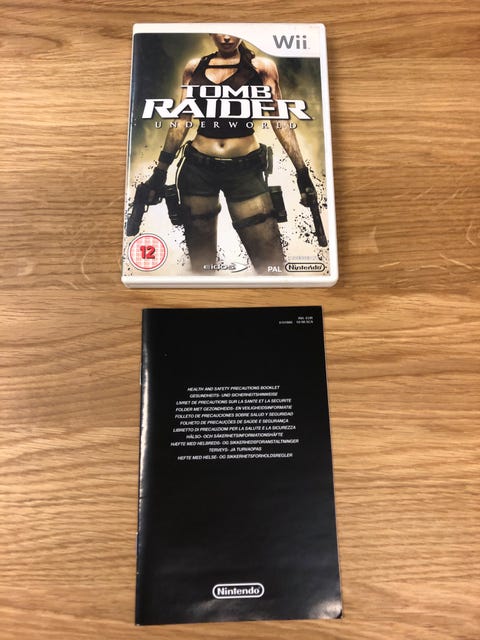 Wii
TOMB
RAIDER
UNDERWORLD
12
eidos
PAL
Nintendo
HEALTH AND SAFETY PRECAUTIONS BOOKLET
GESUNDHEITS- UND SICHERHEITSHINWEISE
LIVRET DE PRECAUTIONS SUR LA SANTE ET LA SECURITE
FOLDER MET GEZONDHEIDS- EN VEILIGHEIDSINFORMATIE
FOLLETO DE PRECAUCIONES SOBRE SALUD Y SEGURIDAD
FOLHETO DE PRECAUÇÕES DE SAÚDE E SEGURANÇA
LIBRETTO DI PRECAUZIONI PER LA SALUTE E LA SICUREZZA
HÄLSO- OCH SÄKERHETSINFORMATIONSHÄFTE
HÆFTE MED HELBREDS- OG SIKKERHEDSFORANSTALTNINGER
TERVEYS- JA TURVAOPAS
HEFTE MED HELSE- OG SIKKERHETSFORHOLDSREGLER
Nintendo